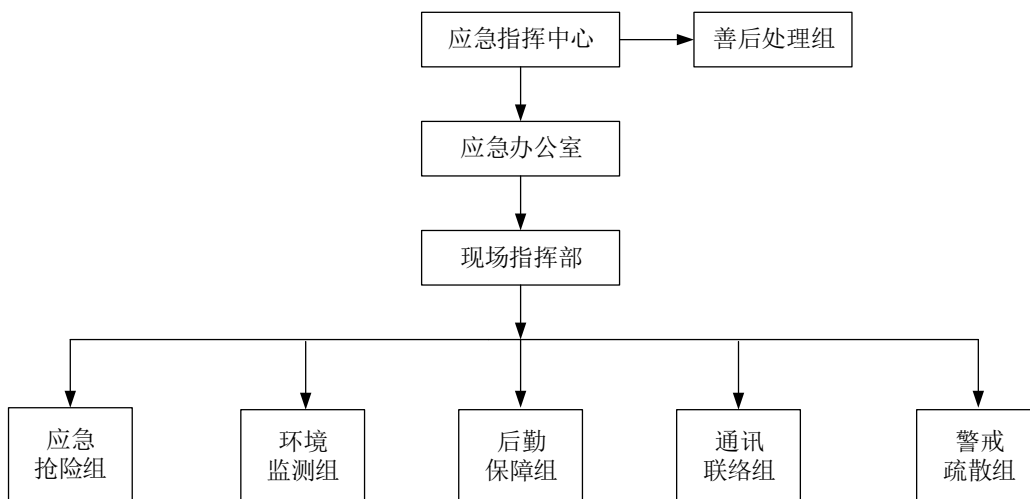 应急指挥中心
善后处理组
应急办公室
现场指挥部
应急
抢险组
环境
监测组
后勤
保障组
通讯
联络组
警戒
疏散组